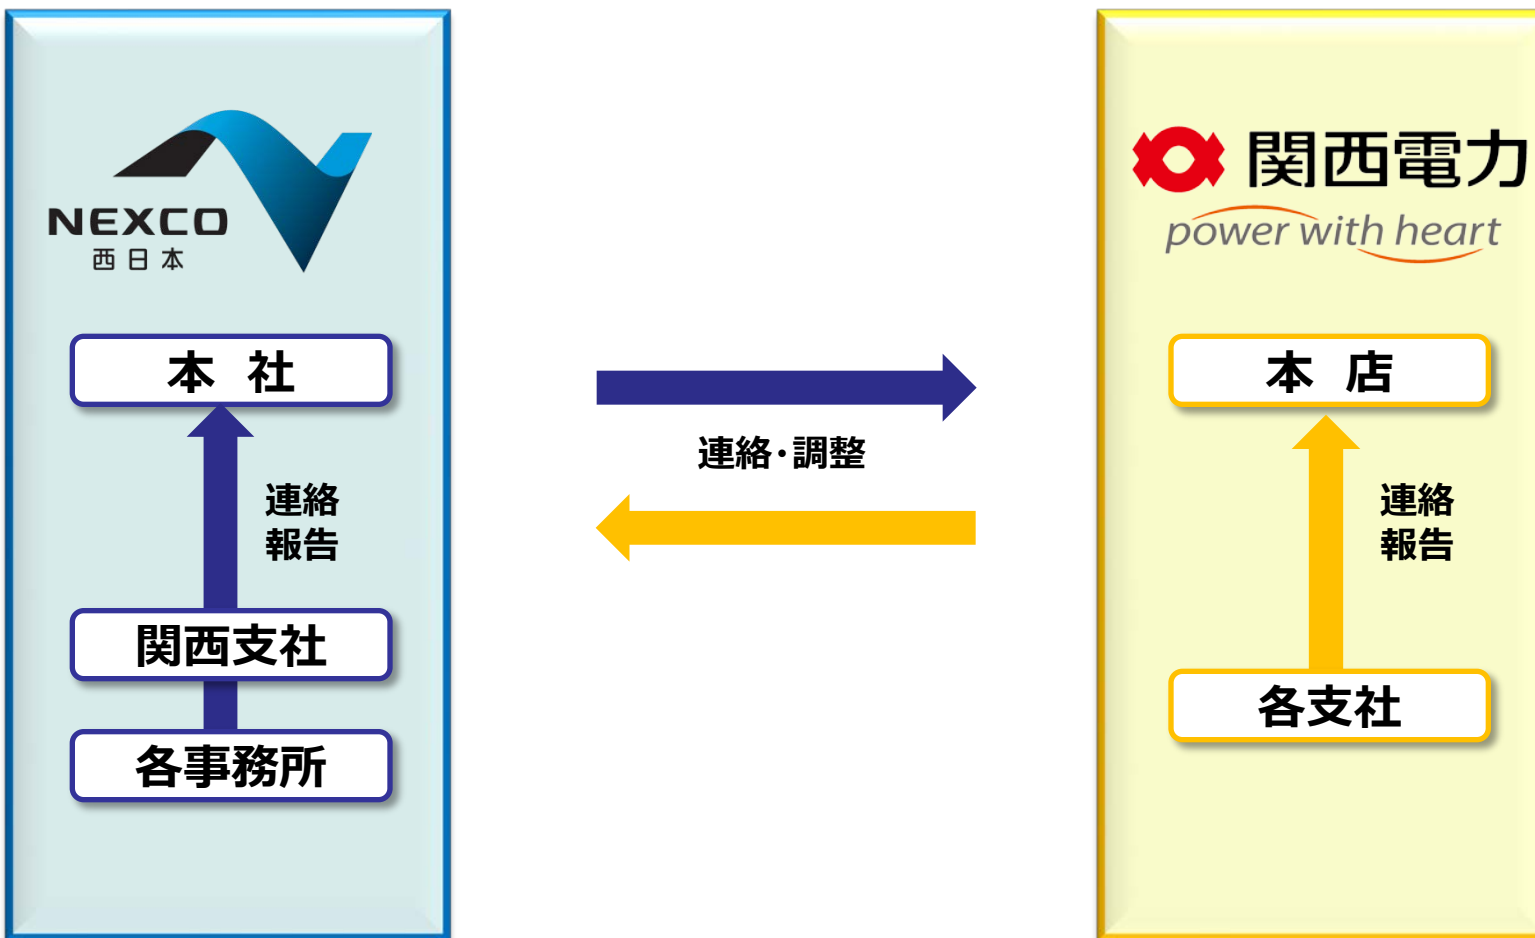 NEXCO
西日本
本 社
連絡
報告
関西支社
各事務所
連絡・調整
関西電力
power with heart
本 店
連絡
報告
各支社